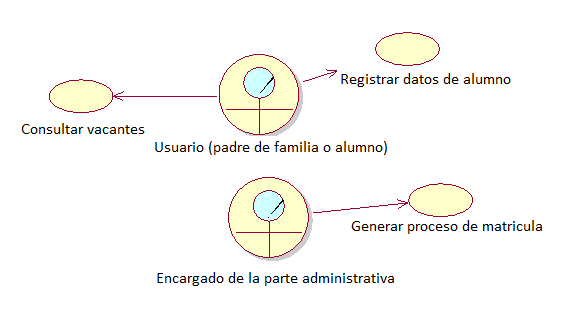 Registrar datos de alumno
Consultar vacantes
Usuario (padre de familia o alumno)
Generar proceso de matricula
Encargado de la parte administrativa